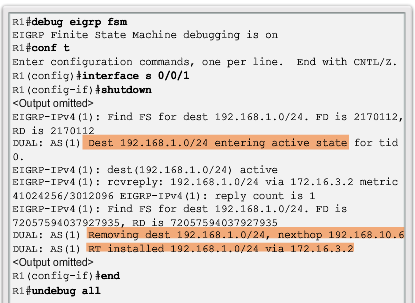 R1#debug eigrp fsm
EIGRP Finite State Machine debugging is on
R1#conf t
Enter configuration commands, one per line.  End with CNTL/Z.
R1(config)#interface s 0/0/1
R1(config-if)#shutdown
<Output omitted>
EIGRP-IPv4(1): Find FS for dest 192.168.1.0/24. FD is 2170112,
RD is 2170112
DUAL: AS(1) Dest 192.168.1.0/24 entering active state for tid
0.
EIGRP-IPv4(1): dest(192.168.1.0/24) active
EIGRP-IPv4(1): rcvreply: 192.168.1.0/24 via 172.16.3.2 metric
41024256/3012096 EIGRP-IPv4(1): reply count is 1
EIGRP-IPv4(1): Find FS for dest 192.168.1.0/24. FD is
72057594037927935, RD is 72057594037927935
DUAL: AS(1) Removing dest 192.168.1.0/24, nexthop 192.168.10.6
DUAL: AS(1) RT installed 192.168.1.0/24 via 172.16.3.2
<Output omitted>
R1(config-if)#end
R1#undebug all